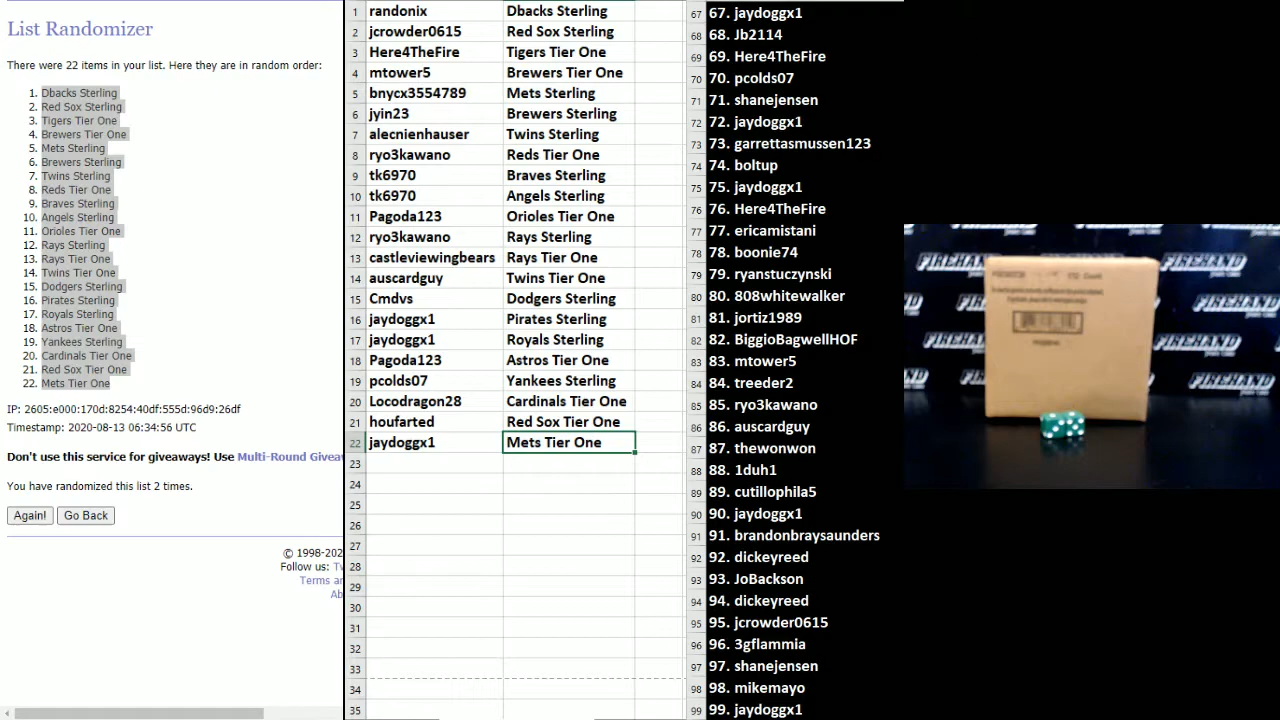 List Randomizer
There were 22 items in your list. Here they are in random order:
1. Dbacks Sterling
2. Red Sox Sterling
3. Tigers Tier One
4. Brewers Tier One
5. Mets Sterling
6. Brewers Sterling
7. Twins Sterling
8. Reds Tier One
9. Braves Sterling
10. Angels Sterling
11. Orioles Tier One
12. Rays Sterling
13. Rays Tier One
14. Twins Tier One
15. Dodgers Sterling
16. Pirates Sterling
17. Royals Sterling
18. Astros Tier One
19. Yankees Sterling
20. Cardinals Tier One
21. Red Sox Tier One
22. Mets Tier One
IP: 2605:e000:170d:8254:40df:555d:96d9:26df
Timestamp: 2020-08-13 06:34:56 UTC
Don't use this service for giveaways! Use Multi-Round Giveaw
You have randomized this list 2 times.
Again! Go Back
© 1998-202
Follow us: Tw
Terms an
Ab
1 randonix Dbacks Sterling
2 jcrowder0615 Red Sox Sterling
3 Here4TheFire Tigers Tier One
4 mtower5 Brewers Tier One
5 bnycx3554789 Mets Sterling
6 jyin23 Brewers Sterling
7 alecnienhauser Twins Sterling
8 ryo3kawano Reds Tier One
9 tk6970 Braves Sterling
10 tk6970 Angels Sterling
11 Pagoda123 Orioles Tier One
12 ryo3kawano Rays Sterling
13 castleviewingbears Rays Tier One
14 auscardguy Twins Tier One
15 Cmdvs Dodgers Sterling
16 jaydoggx1 Pirates Sterling
17 jaydoggx1 Royals Sterling
18 Pagoda123 Astros Tier One
19 pcolds07 Yankees Sterling
20 Locodragon28 Cardinals Tier One
21 houfarted Red Sox Tier One
22 jaydoggx1 Mets Tier One
23
24
25
26
27
28
29
30
31
32
33
34
35
67 67. jaydoggx1
68 68. Jb2114
69 69. Here4TheFire
70 70. pcolds07
71 71. shanejensen
72 72. jaydoggx1
73 73. garrettasmussen123
74 74. boltup
75 75. jaydoggx1
76 76. Here4TheFire
77 77. ericamistani
78 78. boonie74
79 79. ryanstuczynski
80 80. 808whitewalker
81 81. jortiz1989
82 82. BiggioBagwellHOF
83 83. mtower5
84 84. treeder2
85 85. ryo3kawano
86 86. auscardguy
87 87. thewonwon
88 88. 1duh1
89 89. cutillophila5
90 90. jaydoggx1
91 91. brandonbraysaunders
92 92. dickeyreed
93 93. JoBackson
94 94. dickeyreed
95 95. jcrowder0615
96 96. 3gflammia
97 97. shanejensen
98 98. mikemayo
99 99. jaydoggx1
FIREHAND
FIREHAND
FIREHAND
FIREHAND
FIREHAND